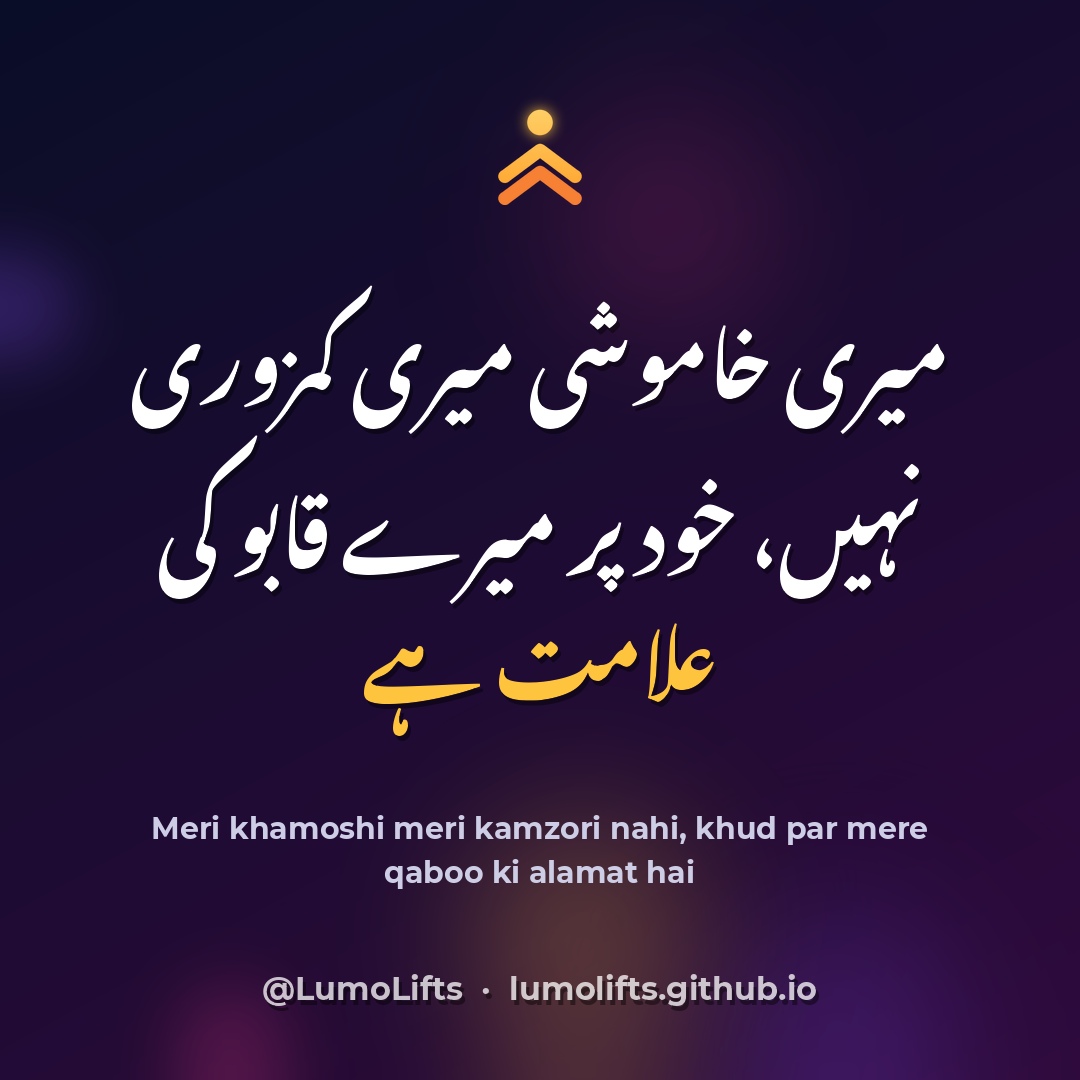 میری خاموشی میری کمزوری
نہیں، خود پر میرے قابو کی
علامت ہے
Meri khamoshi meri kamzori nahi, khud par mere
qaboo ki alamat hai
@LumoLifts · lumolifts.github.io